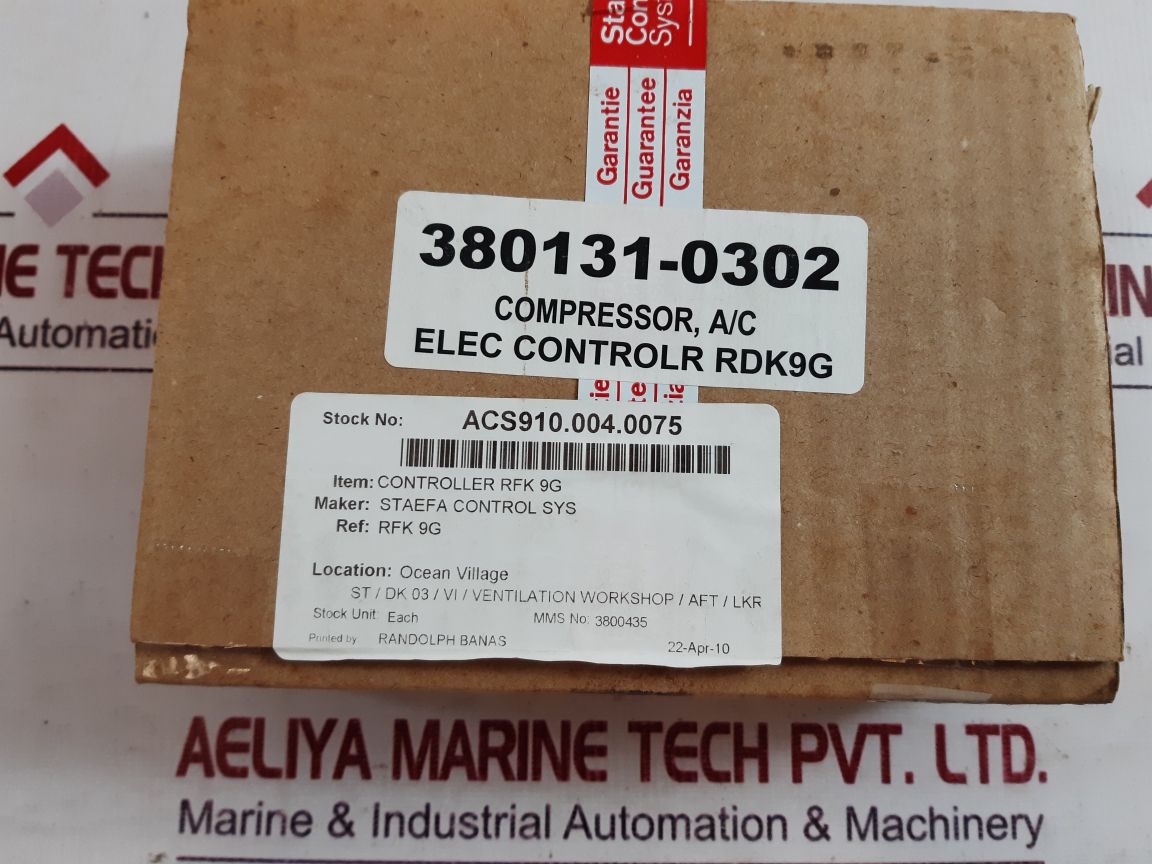 Garantie
Guarantee
Garanzia
380131-0302
COMPRESSOR, A/C
ELEC CONTROLR RDK9G
Stock No: ACS910.004.0075
Item: CONTROLLER RFK 9G
Maker: STAEFA CONTROL SYS
Ref: RFK 9G
Location: Ocean Village
ST / DK 03 / VI / VENTILATION WORKSHOP / AFT / LKR
Stock Unit: Each MMS No: 3800435
Printed by: RANDOLPH BANAS 22-Apr-10
AELIYA MARINE TECH PVT. LTD.
Marine & Industrial Automation & Machinery